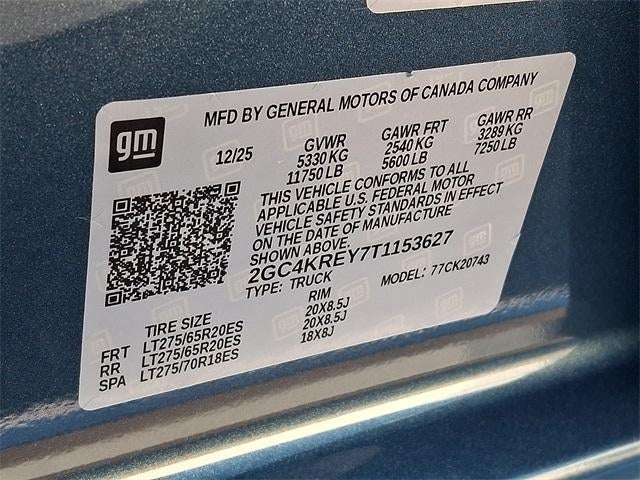 MFD BY GENERAL MOTORS OF CANADA COMPANY
gm
12/25 GVWR GAWR FRT GAWR RR
5330 KG 2540 KG 3289 KG
11750 LB 5600 LB 7250 LB
THIS VEHICLE CONFORMS TO ALL
APPLICABLE U.S. FEDERAL MOTOR
VEHICLE SAFETY STANDARDS IN EFFECT
ON THE DATE OF MANUFACTURE
SHOWN ABOVE.
2GC4KREY7T1153627
TYPE: TRUCK MODEL: 77CK20743
TIRE SIZE RIM
FRT LT275/65R20ES 20X8.5J
RR LT275/65R20ES 20X8.5J
SPA LT275/70R18ES 18X8J